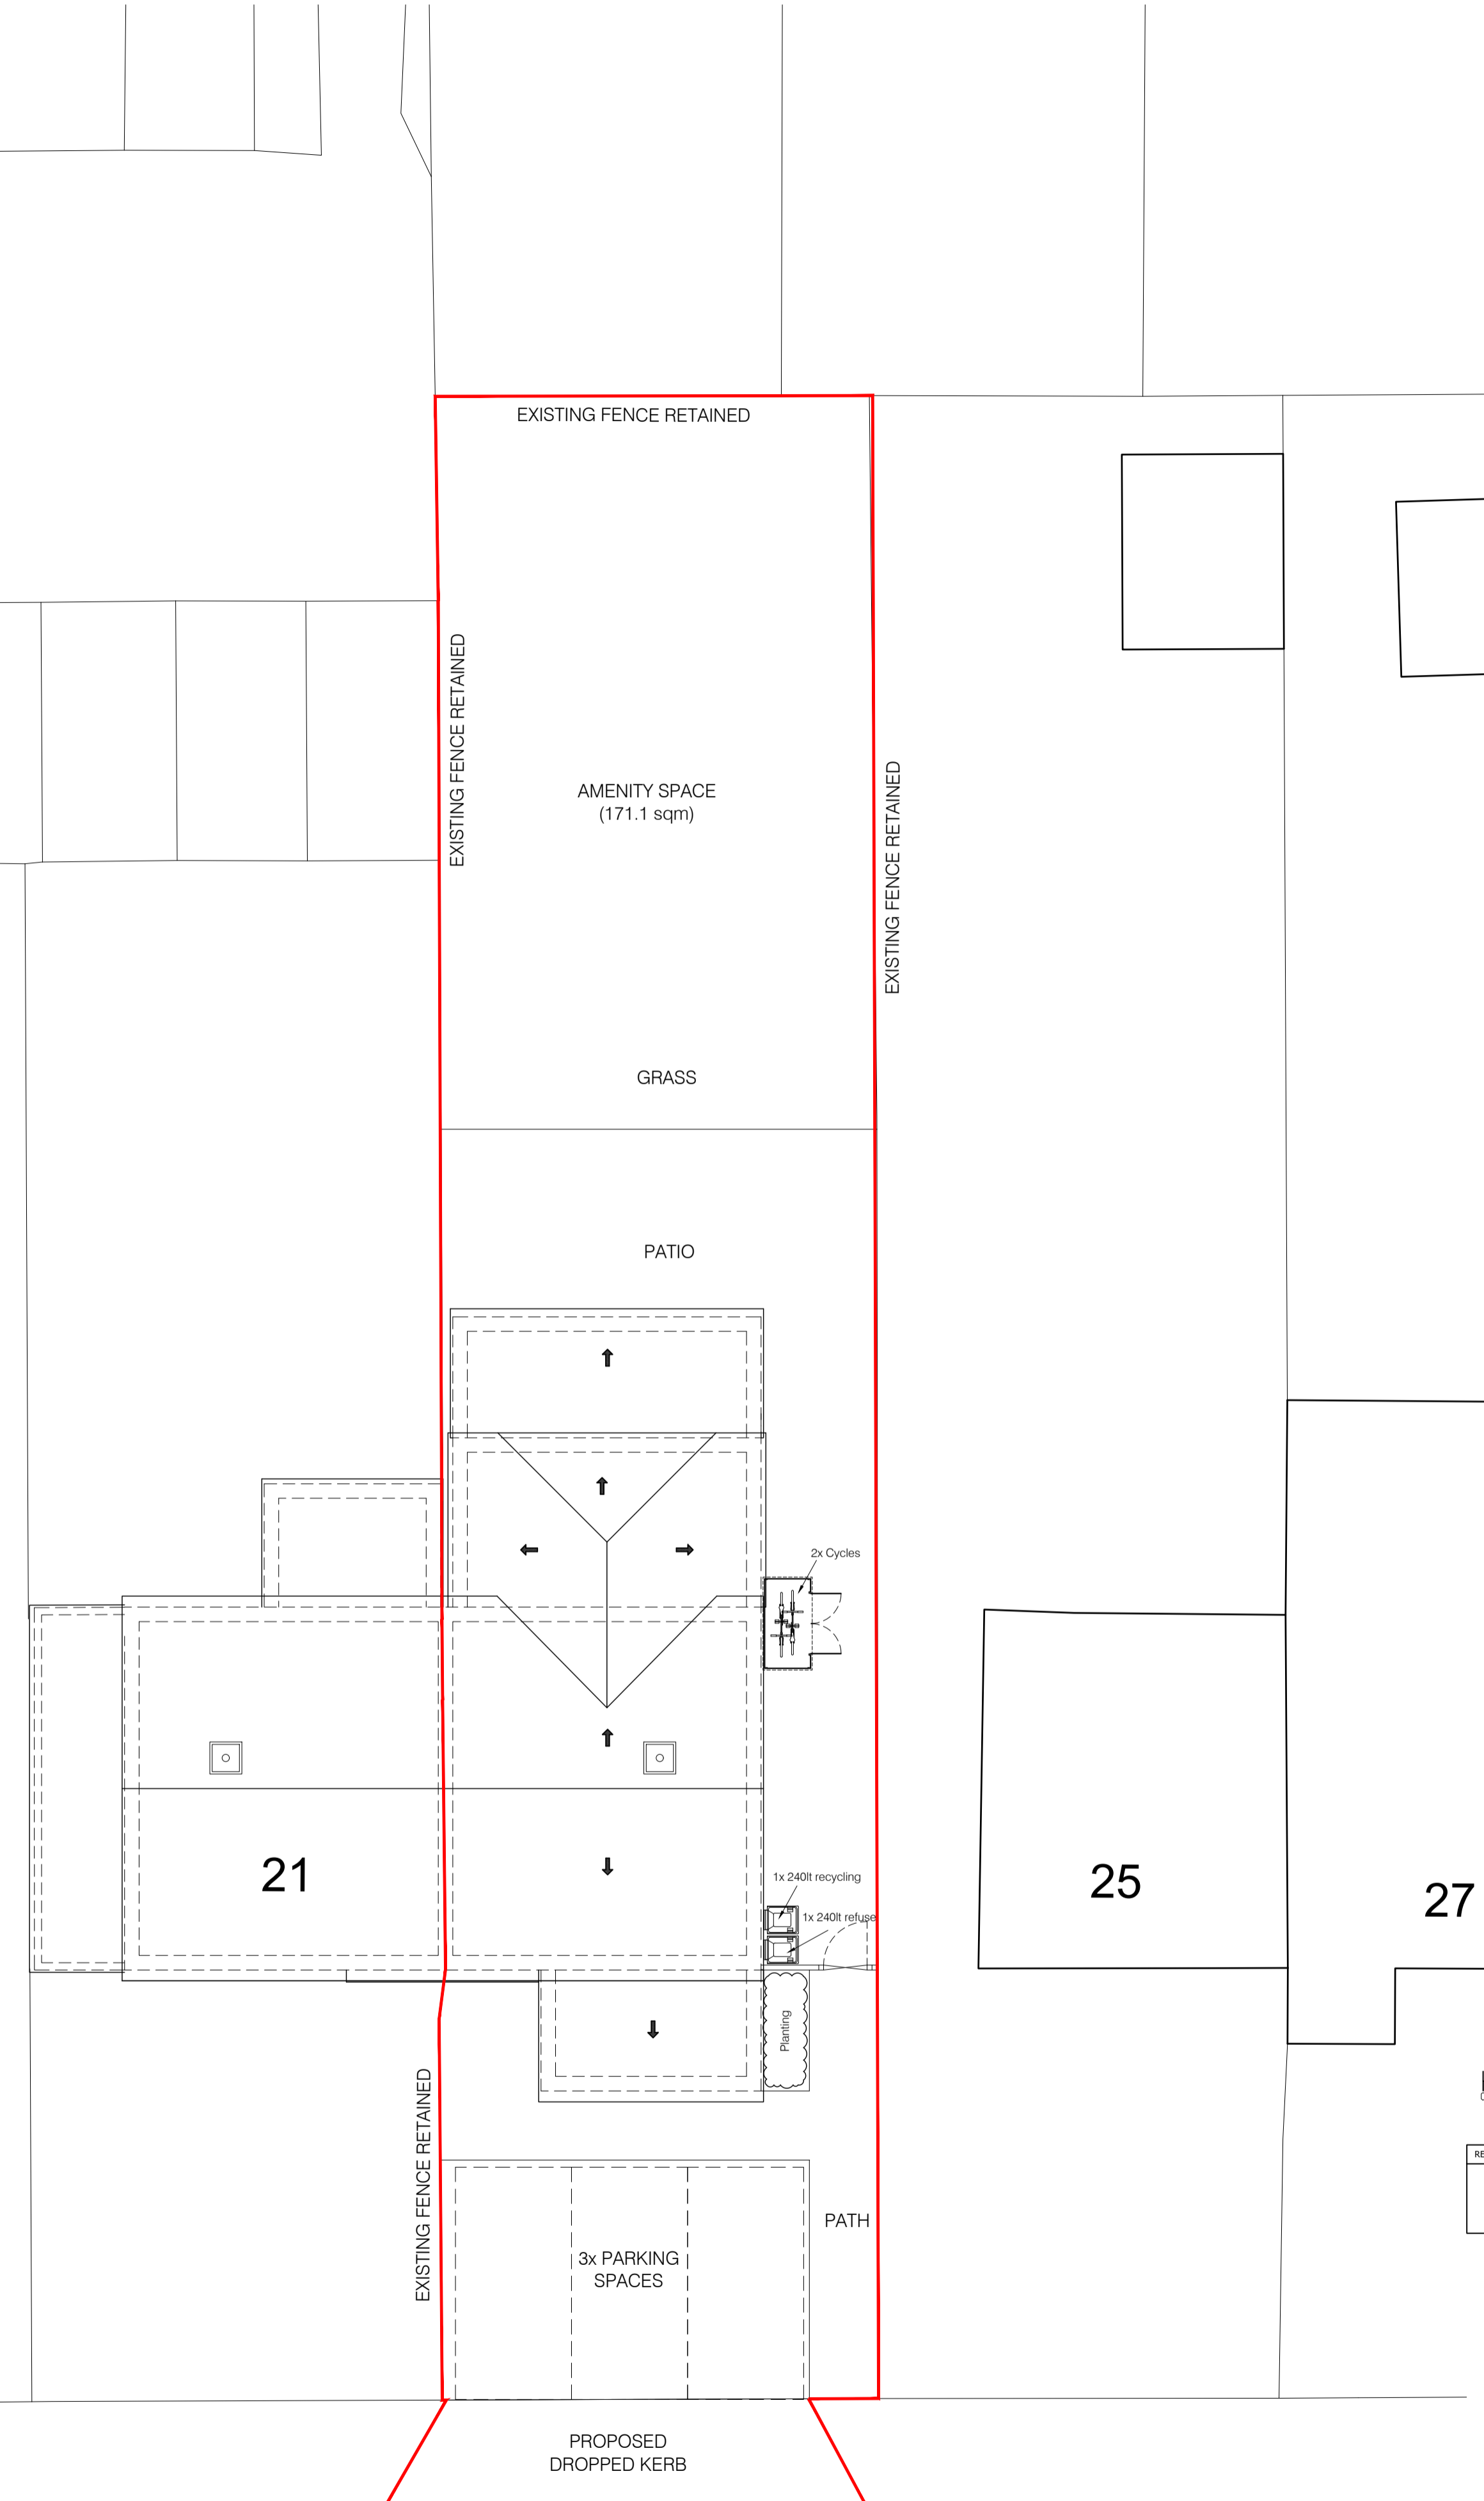 EXISTING FENCE RETAINED
EXISTING FENCE RETAINED
AMENITY SPACE
(171.1 sqm)
EXISTING FENCE RETAINED
GRASS
PATIO
2x Cycles
21
1x 240lt recycling
1x 240lt refuse
25
27
Planting
EXISTING FENCE RETAINED
PATH
3x PARKING
SPACES
PROPOSED
DROPPED KERB